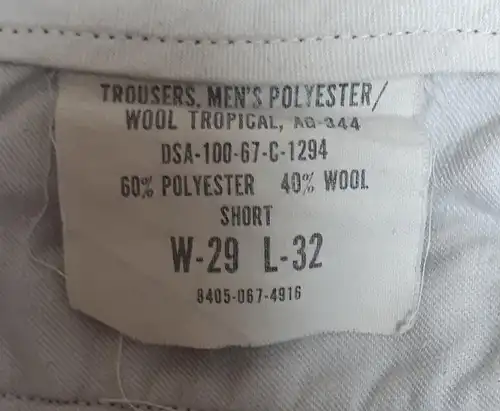 TROUSERS, MEN'S POLYESTER/
WOOL TROPICAL, AG-344
DSA-100-67-C-1294
60% POLYESTER 40% WOOL
SHORT
W-29 L-32
8405-067-4916